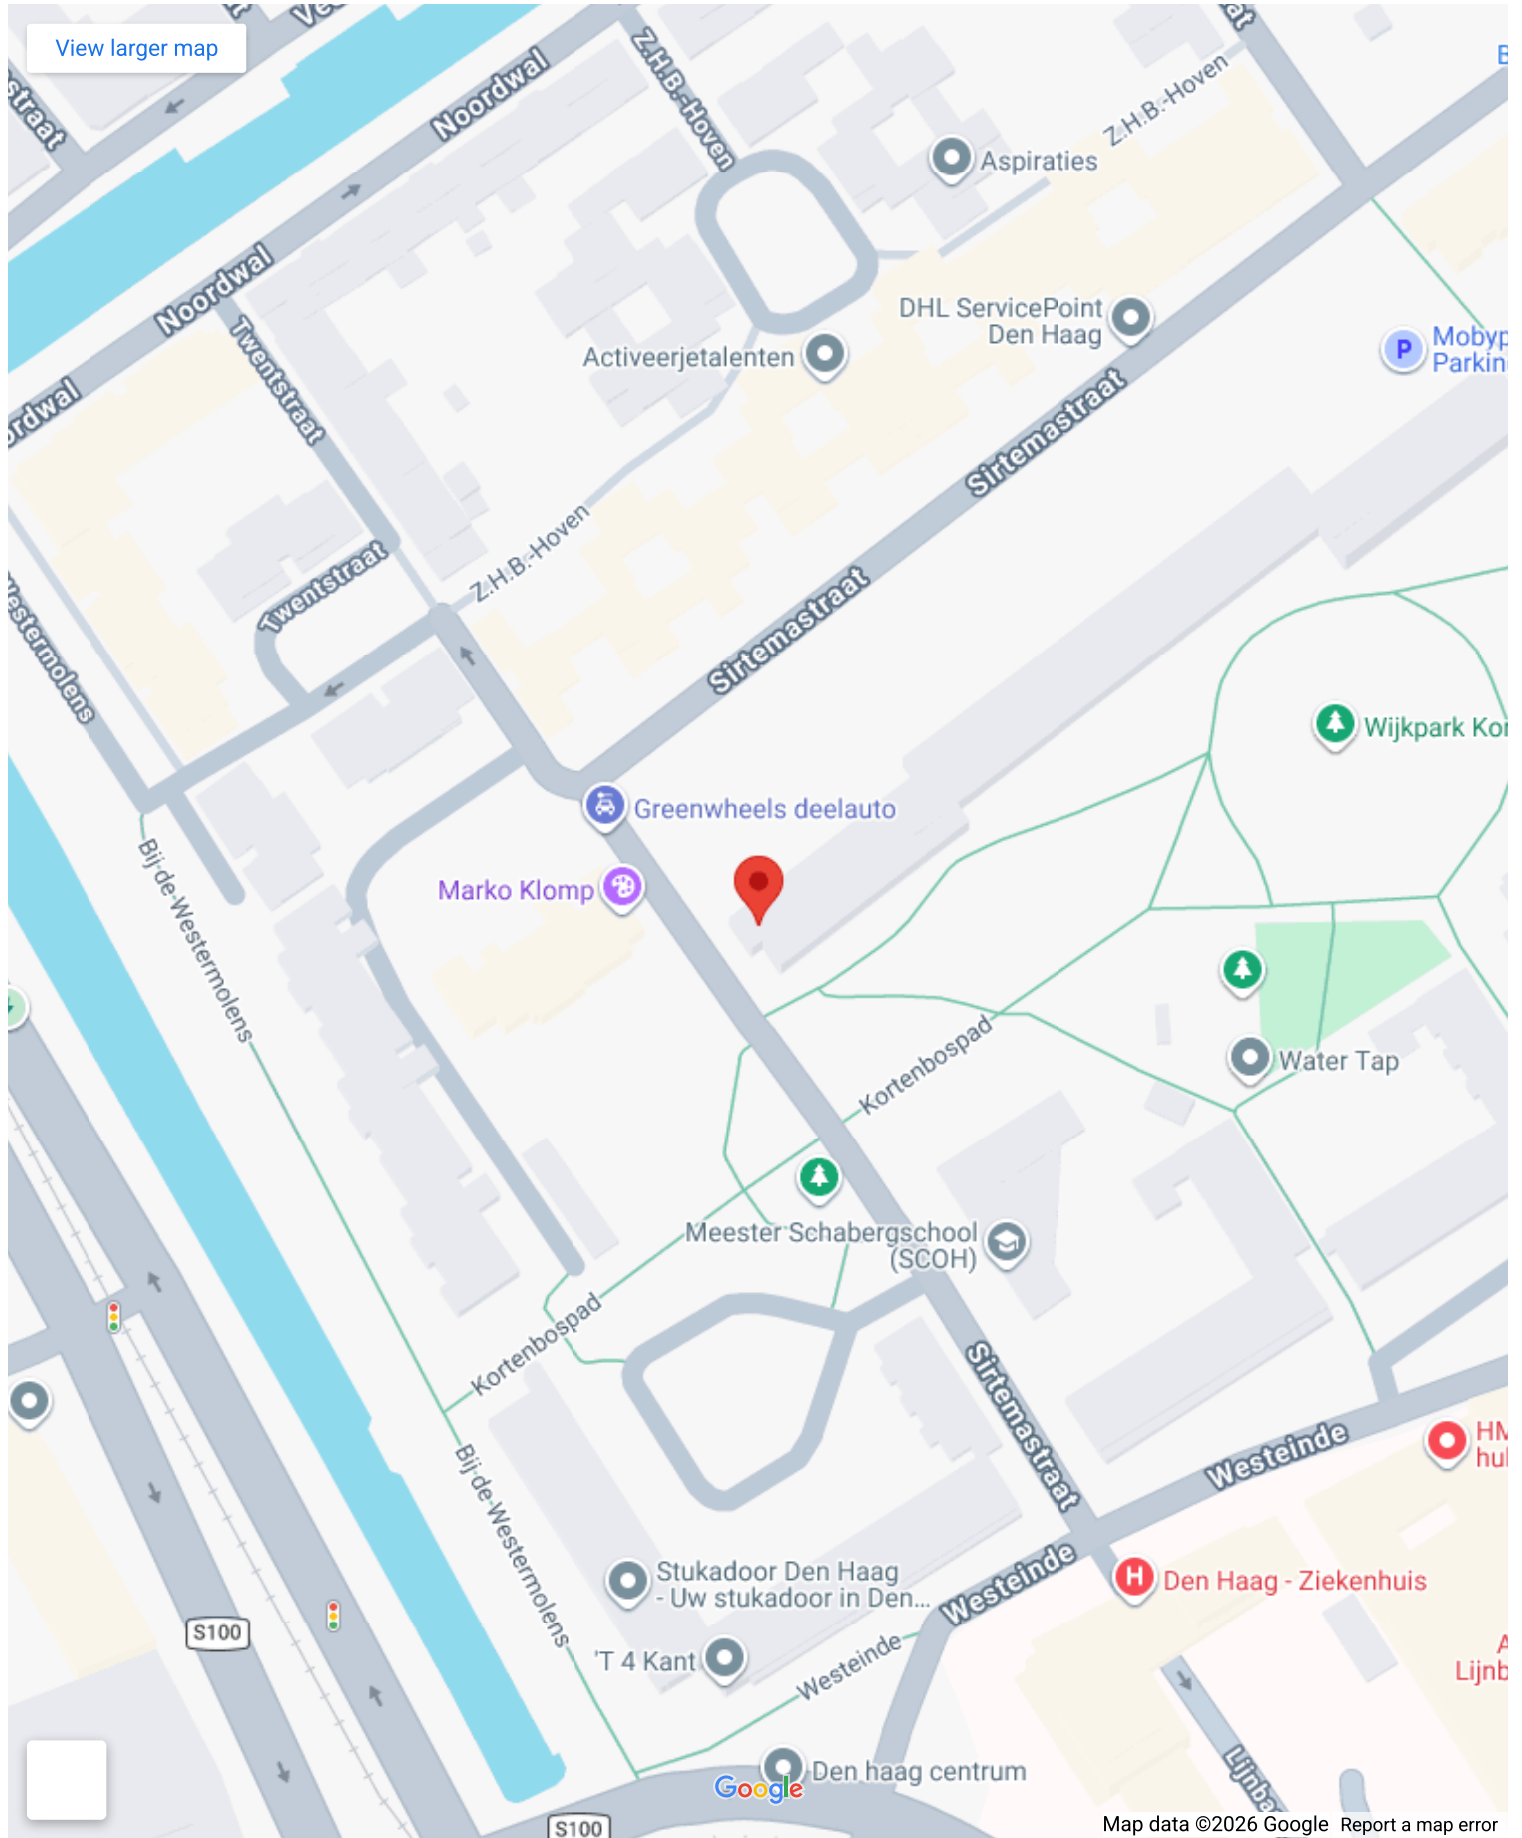 View larger map
Noordwal
Z.H.B.-Hoven
Z.H.B.-Hoven
Aspiraties
Noordwal
Twentstraat
DHL ServicePoint
Den Haag
Activeerjetalenten
Sirtemastraat
P
Z.H.B.-Hoven
Twentstraat
Sirtemastraat
Greenwheels deelauto
Wijkpark
Marko Klomp
Bij-de-Westermolens
Kortenbospad
Water Tap
Meester Schabergschool
(SCOH)
Kortenbospad
Sirtemastraat
Westeinde
Bij-de-Westermolens
Westeinde
Stukadoor Den Haag
- Uw stukadoor in Den...
H
Den Haag - Ziekenhuis
S100
'T 4 Kant
Westeinde
Den haag centrum
Google
S100
Map data ©2026 Google
Report a map error